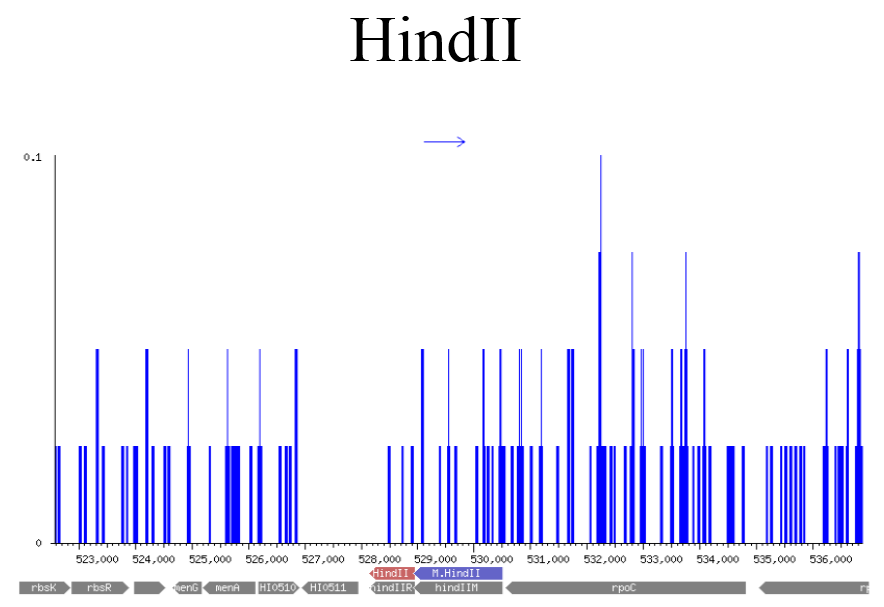 HindII
0.1
0
523,000 524,000 525,000 526,000 527,000 528,000 529,000 530,000 531,000 532,000 533,000 534,000 535,000 536,000
HindII M.HindII
rbsK rbsR menG menA HI0510 HI0511 hindIIR hindIIM rpoC